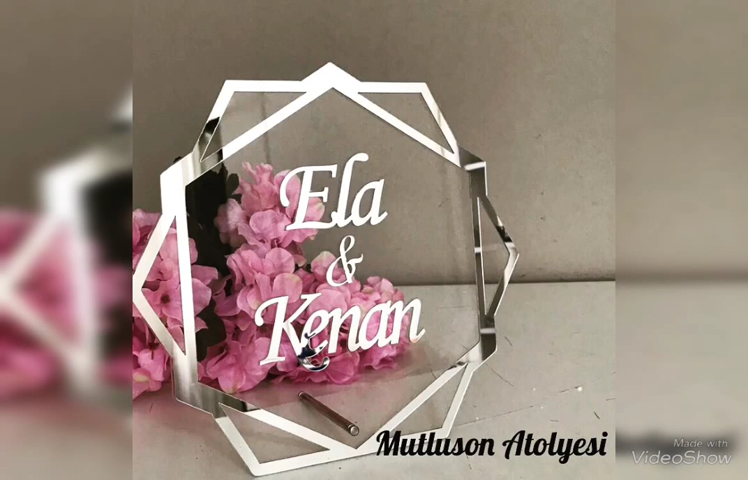 Ela
&
Kenan
Mutluson Atolyesi
Made with
VideoShow